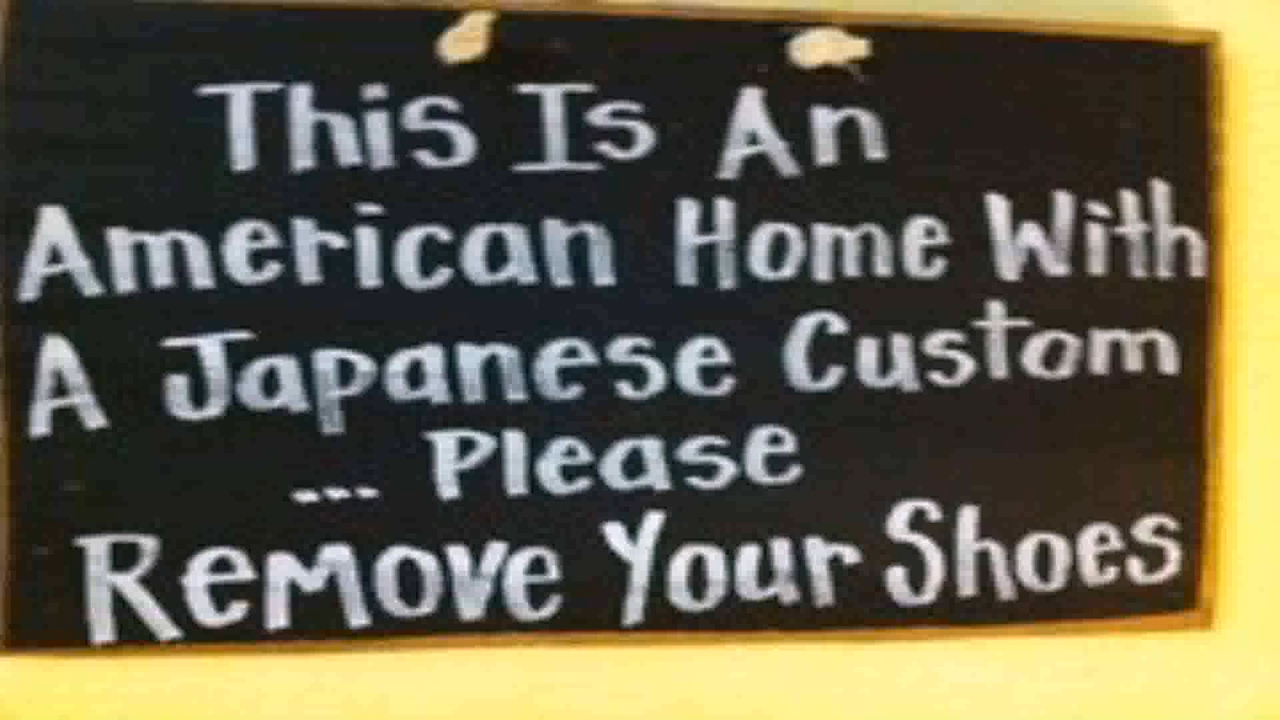 This Is An
American Home With
A Japanese Custom
... Please
Remove Your Shoes